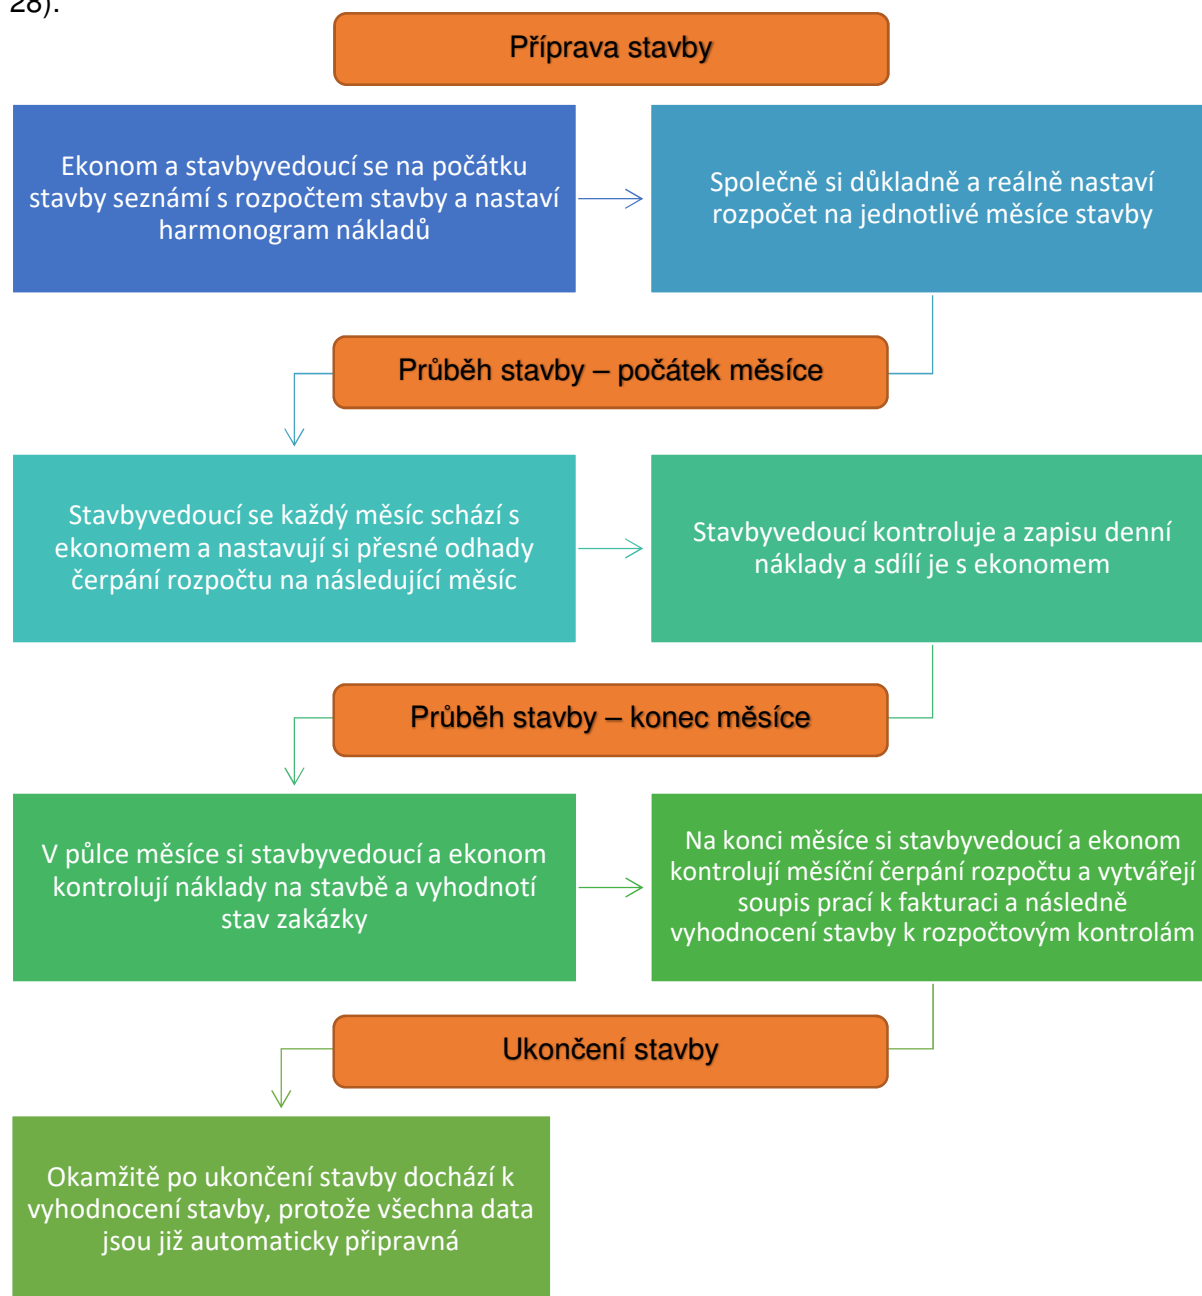 28).
Příprava stavby
Ekonom a stavbyvedoucí se na počátku
stavby seznámí s rozpočtem stavby a nastaví
harmonogram nákladů
Společně si důkladně a reálně nastaví
rozpočet na jednotlivé měsíce stavby
Průběh stavby – počátek měsíce
Stavbyvedoucí se každý měsíc schází s
ekonomem a nastavují si přesné odhady
čerpání rozpočtu na následující měsíc
Stavbyvedoucí kontroluje a zapisu denní
náklady a sdílí je s ekonomem
Průběh stavby – konec měsíce
V půlce měsíce si stavbyvedoucí a ekonom
kontrolují náklady na stavbě a vyhodnotí
stav zakázky
Na konci měsíce si stavbyvedoucí a ekonom
kontrolují měsíční čerpání rozpočtu a vytvářejí
soupis prací k fakturaci a následně
vyhodnocení stavby k rozpočtovým kontrolám
Ukončení stavby
Okamžitě po ukončení stavby dochází k
vyhodnocení stavby, protože všechna data
jsou již automaticky připravná